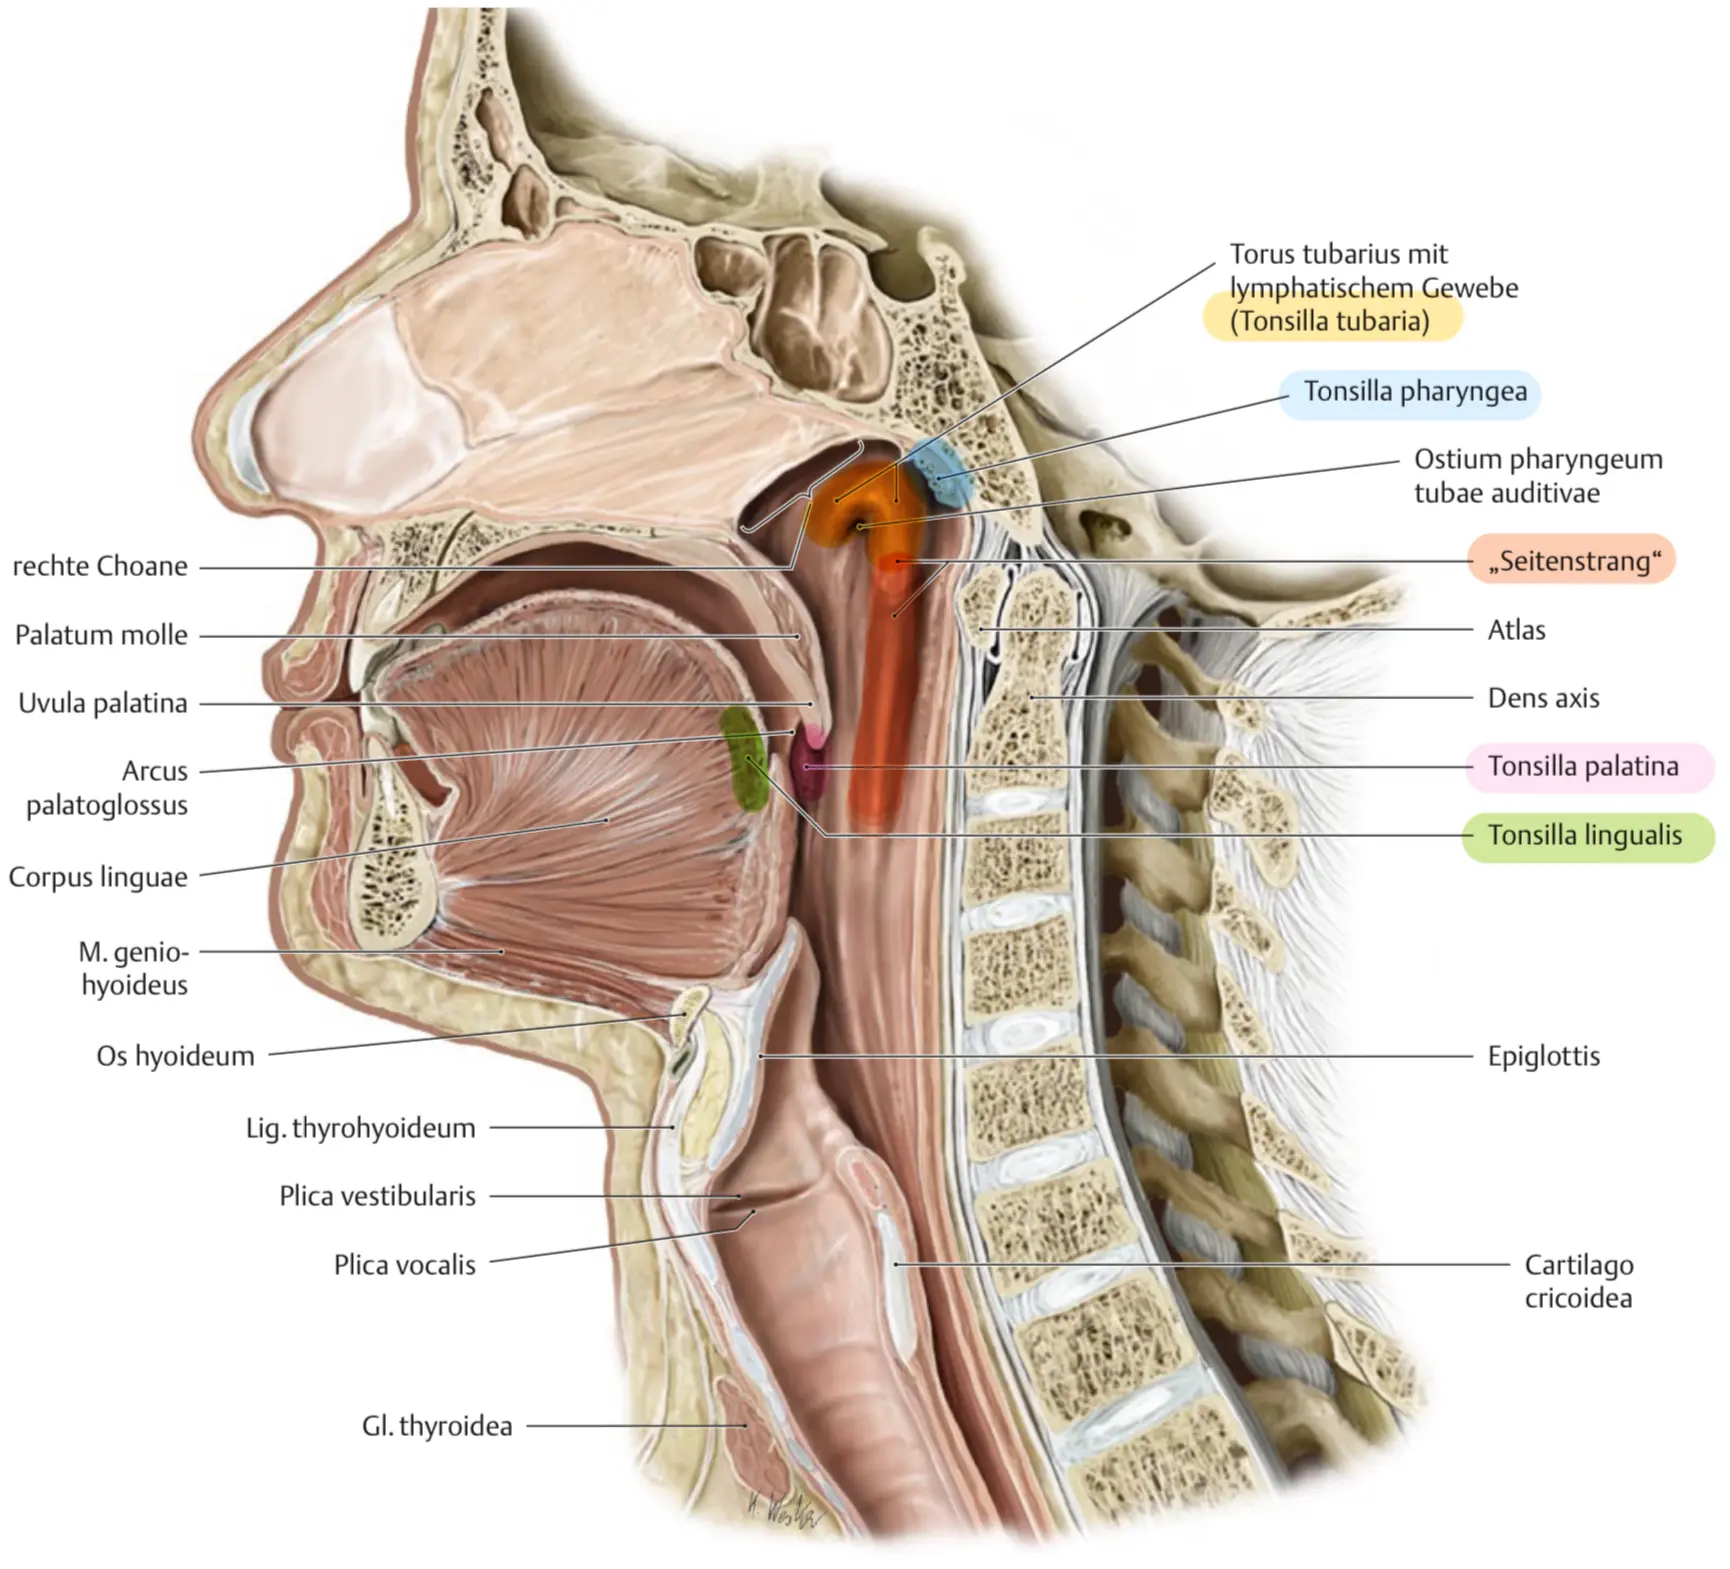 Torus tubarius mit
lymphatischem Gewebe
(Tonsilla tubaria)
Tonsilla pharyngea
Ostium pharyngeum
tubae auditivae
„Seitenstrang“
Atlas
Dens axis
Tonsilla palatina
Tonsilla lingualis
Epiglottis
Cartilago
cricoidea
rechte Choane
Palatum molle
Uvula palatina
Arcus
palatoglossus
Corpus linguae
M. genio-
hyoideus
Os hyoideum
Lig. thyrohyoideum
Plica vestibularis
Plica vocalis
Gl. thyroidea